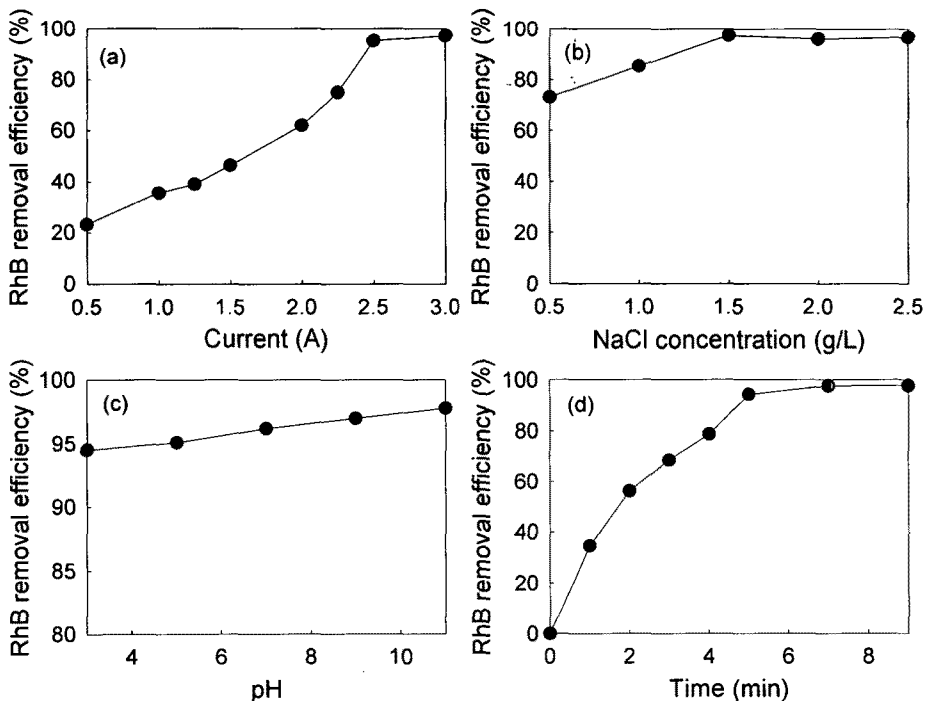 RhB removal efficiency (%)
100
80
60
40
20
0
(a)
0.5 1.0 1.5 2.0 2.5 3.0
Current (A)
RhB removal efficiency (%)
100
80
60
40
20
0
(b)
0.5 1.0 1.5 2.0 2.5
NaCl concentration (g/L)
RhB removal efficiency (%)
100
95
90
85
80
(c)
4 6 8 10
pH
RhB removal efficiency (%)
100
80
60
40
20
0
(d)
0 2 4 6 8
Time (min)